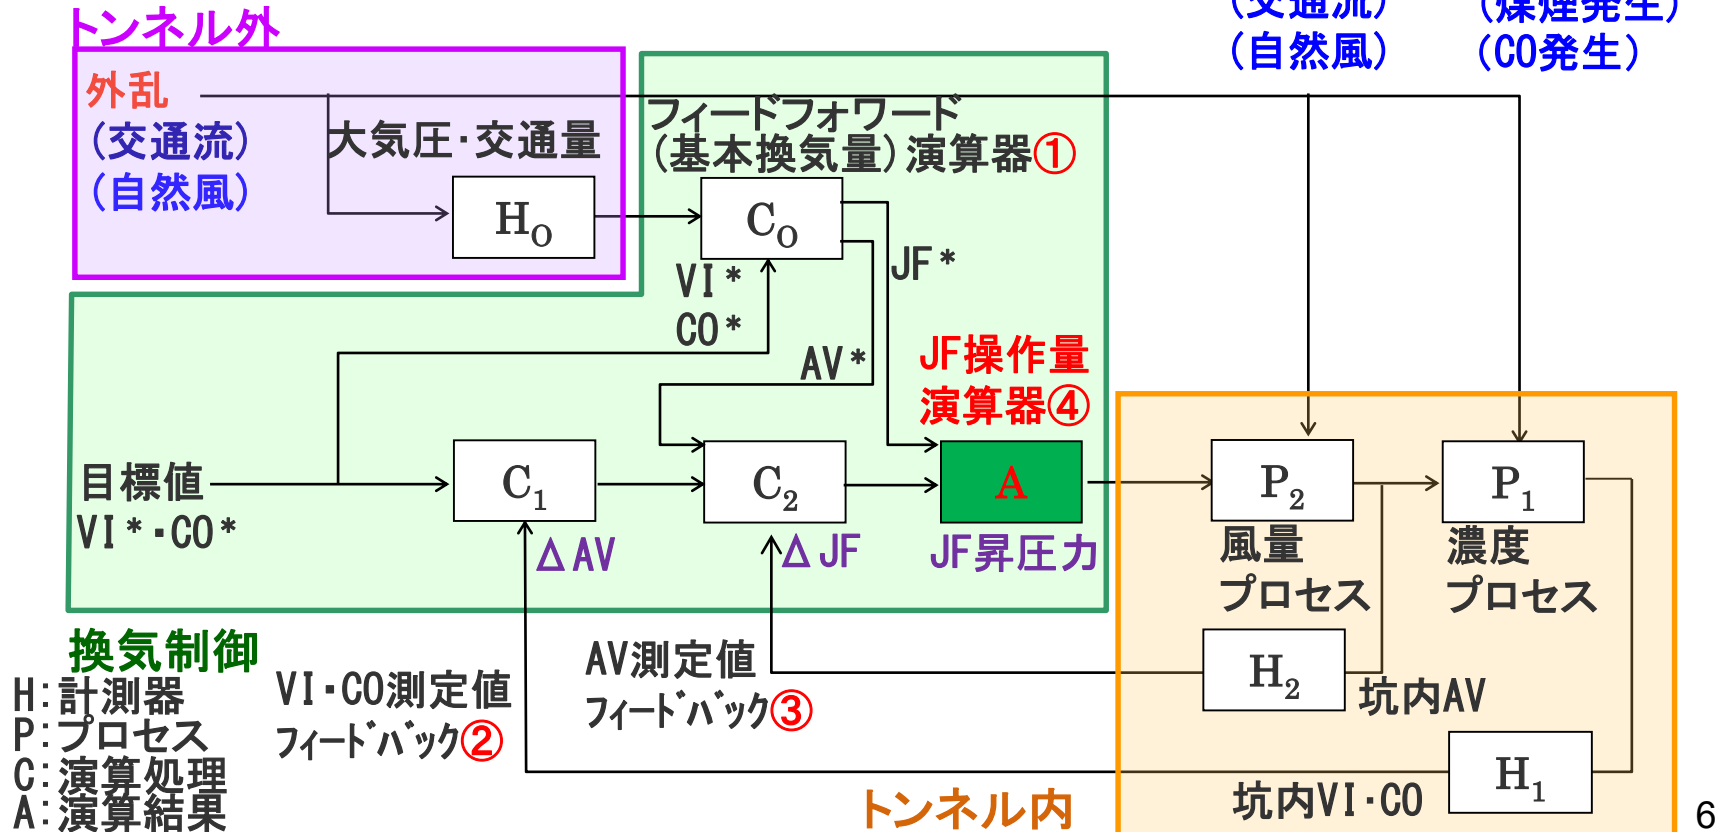 (交通流)
(煤煙発生)
(自然風)
(CO発生)
トンネル外
外乱
(交通流)
(自然風)
大気圧・交通量
H0
フィードフォワード
(基本換気量)演算器①
C0
VI*
CO*
JF*
AV*
JF操作量
演算器④
目標値
VI*・CO*
C1
C2
A
P2
P1
ΔAV
ΔJF
JF昇圧力
風量
プロセス
濃度
プロセス
換気制御
H:計測器
P:プロセス
C:演算処理
A:演算結果
VI・CO測定値
フィードバック②
AV測定値
フィードバック③
H2
坑内AV
H1
坑内VI・CO
トンネル内
6